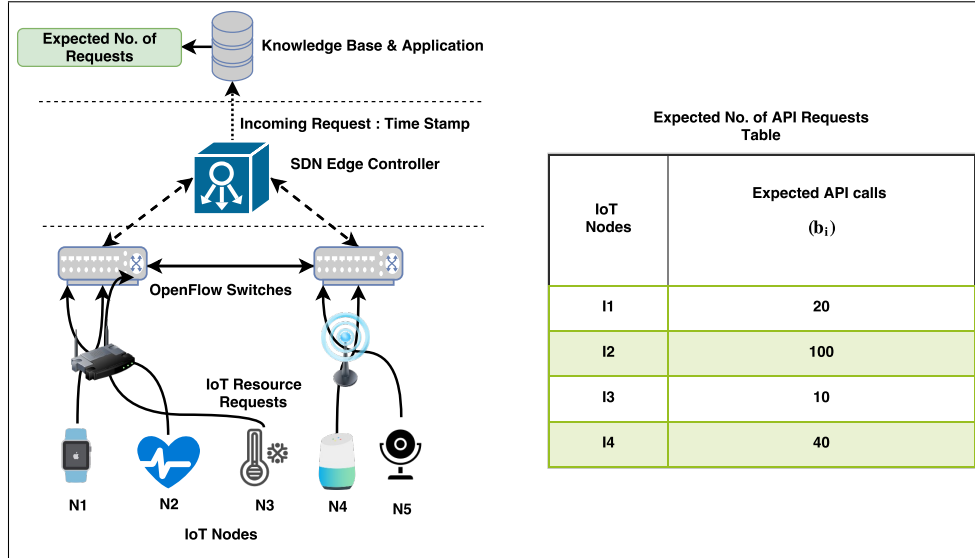 Expected No. of
Requests
Knowledge Base & Application
Incoming Request : Time Stamp
SDN Edge Controller
OpenFlow Switches
IoT Resource
Requests
N1
N2
N3
N4
N5
IoT Nodes
Expected No. of API Requests
Table
IoT
Nodes
Expected API calls
(bᵢ)
I1
20
I2
100
I3
10
I4
40